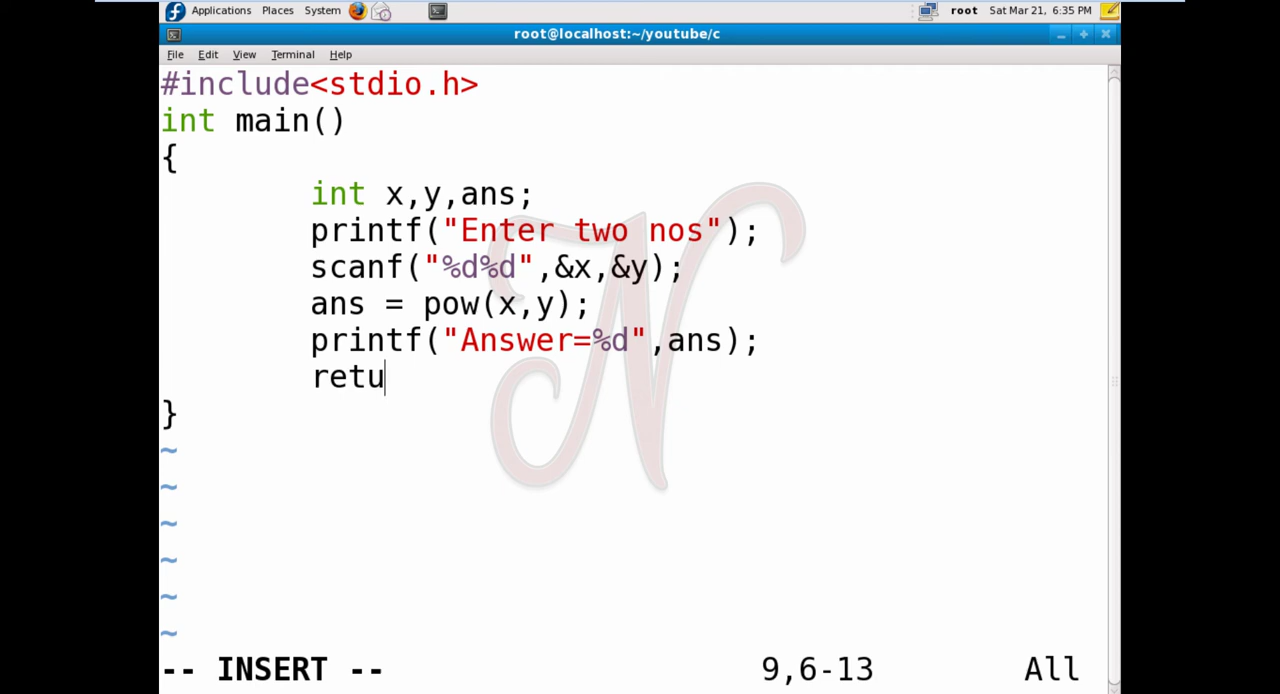 Applications Places System root Sat Mar 21, 6:35 PM
root@localhost:~/youtube/c
File Edit View Terminal Help
#include<stdio.h>
int main()
{
        int x,y,ans;
        printf("Enter two nos");
        scanf("%d%d",&x,&y);
        ans = pow(x,y);
        printf("Answer=%d",ans);
        retu
}
~
~
~
~
~
~
-- INSERT -- 9,6-13 All
N